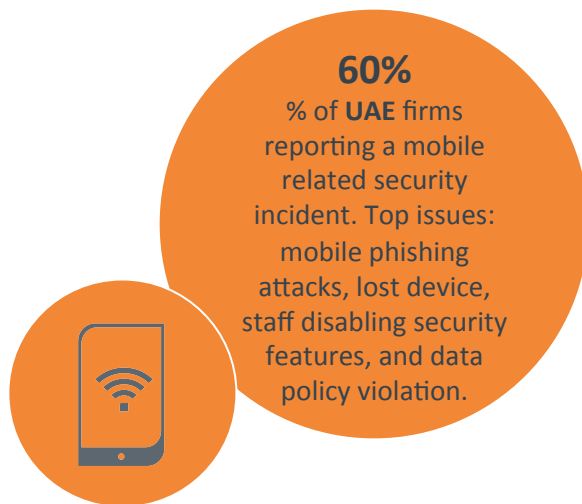 60%
% of UAE firms
reporting a mobile
related security
incident. Top issues:
mobile phishing
attacks, lost device,
staff disabling security
features, and data
policy violation.